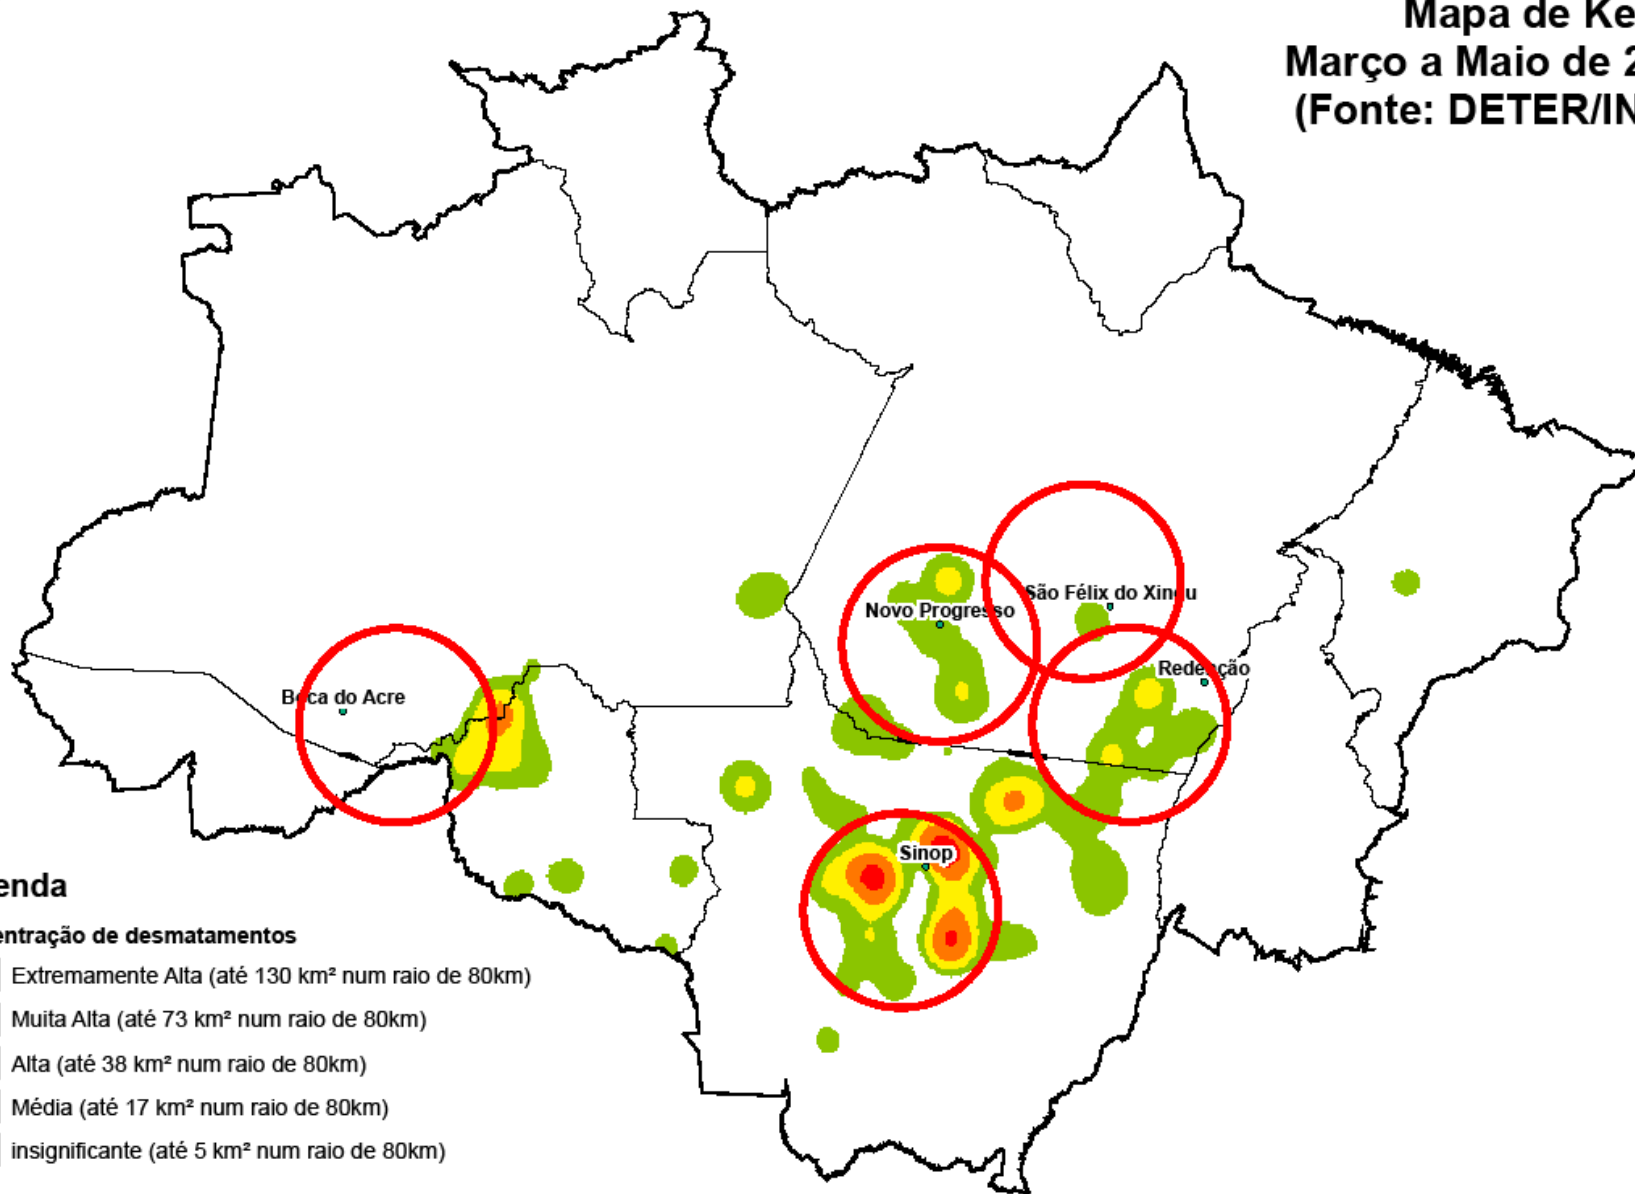 Mapa de Ke
Março a Maio de 2
(Fonte: DETER/IN
São Félix do Xingu
Novo Progresso
Redenção
Boca do Acre
Sinop
enda
entração de desmatamentos
Extremamente Alta (até 130 km² num raio de 80km)
Muita Alta (até 73 km² num raio de 80km)
Alta (até 38 km² num raio de 80km)
Média (até 17 km² num raio de 80km)
insignificante (até 5 km² num raio de 80km)